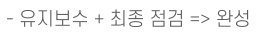 - 유지보수 + 최종 점검 => 완성